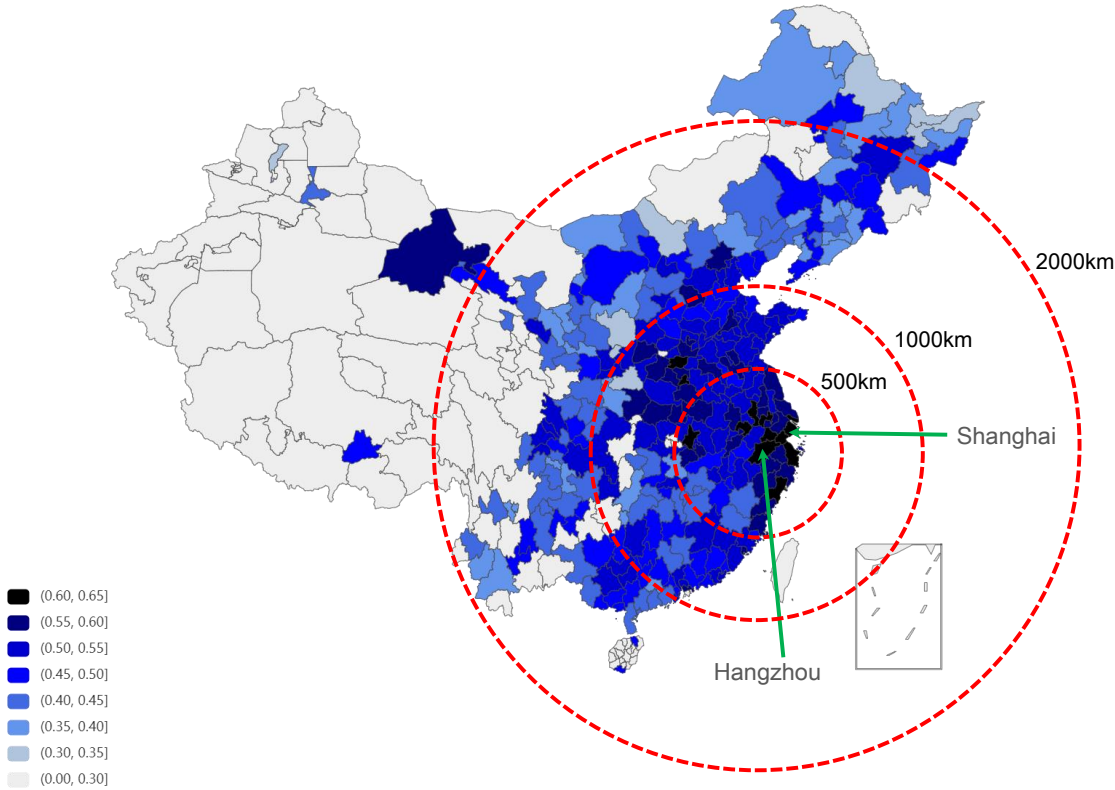 2000km
1000km
500km
Shanghai
Hangzhou
(0.60, 0.65]
(0.55, 0.60]
(0.50, 0.55]
(0.45, 0.50]
(0.40, 0.45]
(0.35, 0.40]
(0.30, 0.35]
(0.00, 0.30]